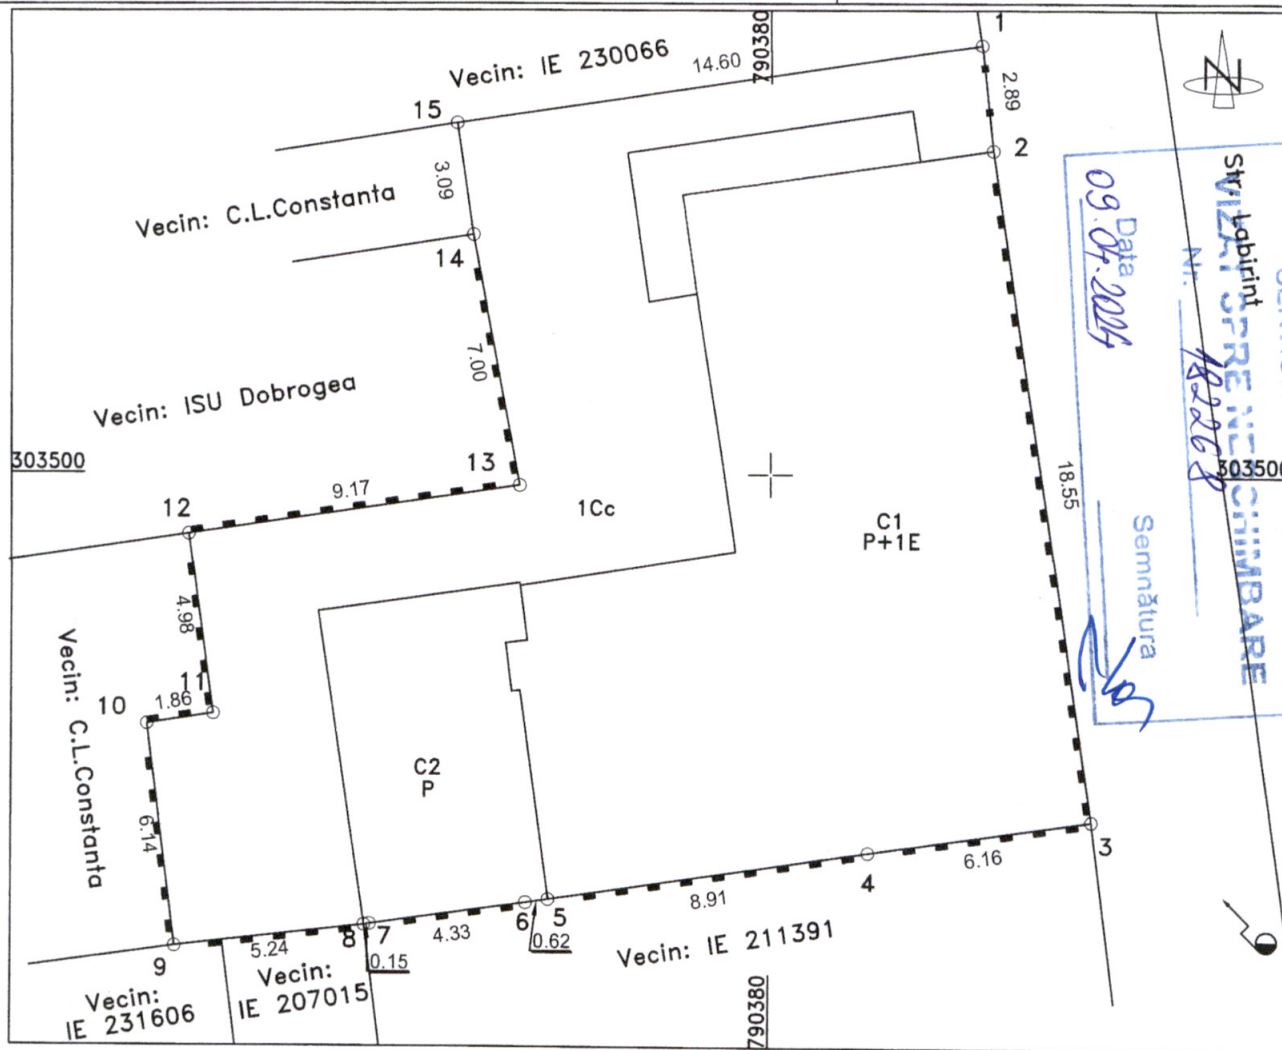 790380
1
Vecin: IE 230066
14.60
2.89
15
2
3.09
Vecin: C.L.Constanta
14
Str. Labirint
VIZAT SPRE NESCHIMBARE
Nr. 182268
Data
09.04.2024
Semnătura
7.00
Vecin: ISU Dobrogea
303500
13
303500
9.17
12
1Cc
C1
P+1E
18.55
4.98
11
1.86
10
Vecin: C.L.Constanta
C2
P
6.14
3
6.16
4
8.91
5
6
0.62
4.33
7
8
0.15
5.24
9
Vecin: IE 211391
Vecin:
IE 207015
Vecin:
IE 231606
790380
N